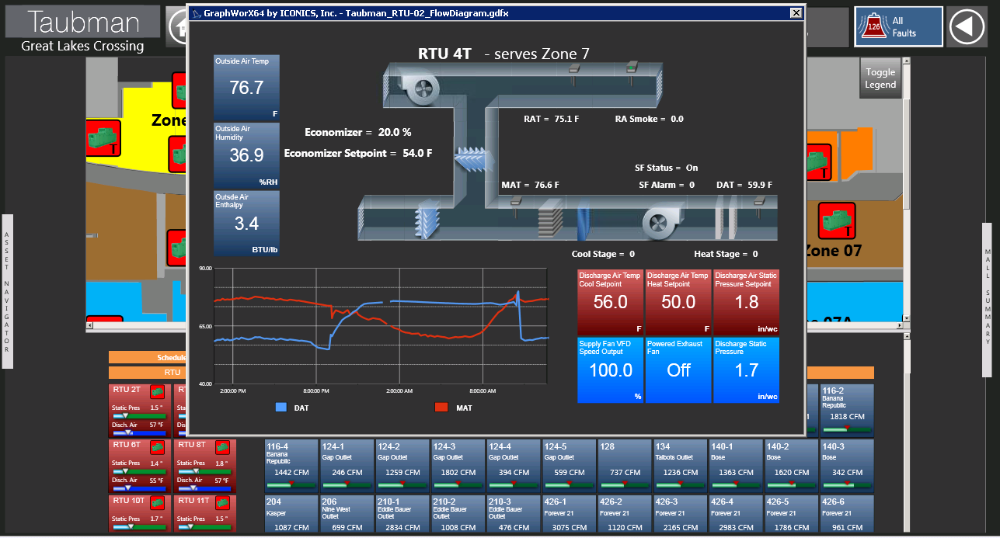 GraphWorX64 by ICONICS, Inc. - Taubman_RTU-02_FlowDiagram.gdfx
Taubman
Great Lakes Crossing
126
All
Faults
Toggle
Legend
RTU 4T - serves Zone 7
Outside Air Temp
76.7
F
Outside Air
Humidity
36.9
%RH
Outsde Air
Enthalpy
3.4
BTU/lb
Economizer = 20.0 %
Economizer Setpoint = 54.0 F
RAT = 75.1 F
RA Smoke = 0.0
SF Status = On
MAT = 76.6 F
SF Alarm = 0
DAT = 59.9 F
Cool Stage = 0
Heat Stage = 0
90.00
65.00
40.00
2:00:00 PM
8:00:00 PM
2:00:00 AM
8:00:00 AM
DAT
MAT
Discharge Air Temp
Cool Setpoint
56.0
F
Discharge Air Temp
Heat Setpoint
50.0
F
Discharge Air Static
Pressure Setpoint
1.8
in/wc
Supply Fan VFD
Speed Output
100.0
%
Powered Exhaust
Fan
Off
Discharge Static
Pressure
1.7
in/wc
Zone
T
T
T
Zone 07
ne 07A
ASSET NAVIGATOR
MALL SUMMARY
Schedule
RTU
RTU 2T
Static Pres 1.5 "
Disch. Air 57 °F
116-2
Banana
Republic
1818 CFM
RTU 6T
Static Pres 1.4 "
Disch. Air 55 °F
RTU 8T
Static Pres 1.8 "
Disch. Air 57 °F
116-4
Banana
Republic
1442 CFM
124-1
Gap Outlet
246 CFM
124-2
Gap Outlet
1259 CFM
124-3
Gap Outlet
1802 CFM
124-4
Gap Outlet
394 CFM
124-5
Gap Outlet
599 CFM
128
737 CFM
134
Talbots Outlet
1236 CFM
140-1
Bose
1363 CFM
140-2
Bose
1620 CFM
140-3
Bose
342 CFM
RTU 10T
Static Pres 1.7 "
RTU 11T
Static Pres 1.5 "
204
Kasper
1087 CFM
206
Nine West
Outlet
699 CFM
210-1
Eddie Bauer
Outlet
2834 CFM
210-2
Eddie Bauer
Outlet
1008 CFM
210-3
Eddie Bauer
Outlet
476 CFM
426-1
Forever 21
3075 CFM
426-2
Forever 21
1120 CFM
426-3
Forever 21
2165 CFM
426-4
Forever 21
2983 CFM
426-5
Forever 21
1786 CFM
426-6
Forever 21
961 CFM